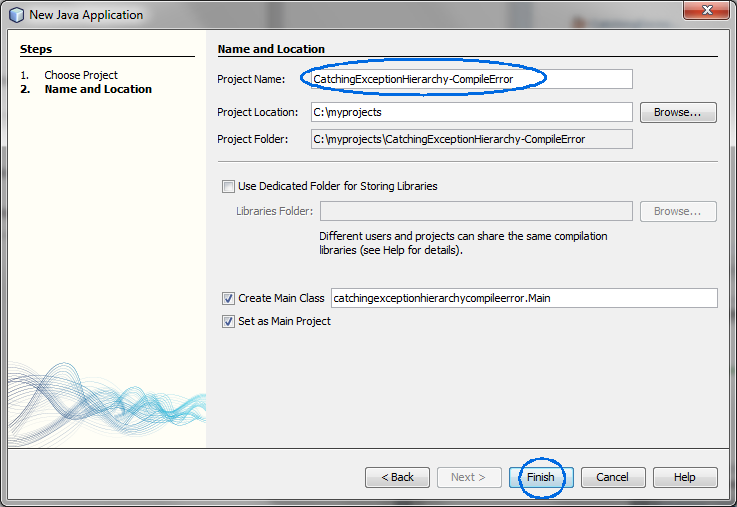 New Java Application
Steps
1. Choose Project
2. Name and Location
Name and Location
Project Name: CatchingExceptionHierarchy-CompileError
Project Location: C:\myprojects Browse...
Project Folder: C:\myprojects\CatchingExceptionHierarchy-CompileError
Use Dedicated Folder for Storing Libraries
Libraries Folder: Browse...
Different users and projects can share the same compilation
libraries (see Help for details).
Create Main Class catchingexceptionhierarchycompileerror.Main
Set as Main Project
< Back Next > Finish Cancel Help